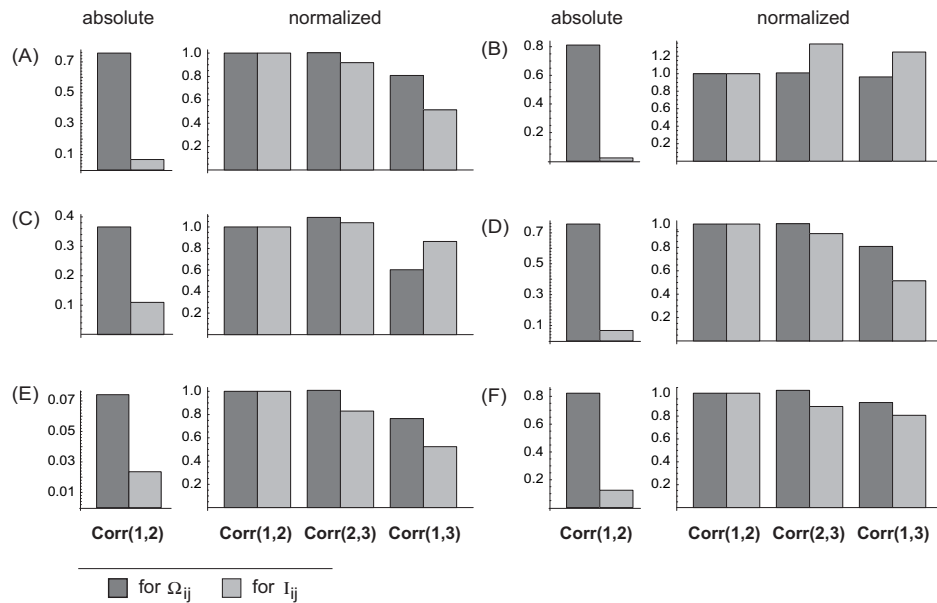 absolute normalized absolute normalized
(A) 0.7 0.5 0.3 0.1 1.0 0.8 0.6 0.4 0.2
(B) 0.8 0.6 0.4 0.2 1.2 1.0 0.8 0.6 0.4 0.2
(C) 0.4 0.3 0.2 0.1 1.0 0.8 0.6 0.4 0.2
(D) 0.7 0.5 0.3 0.1 1.0 0.8 0.6 0.4 0.2
(E) 0.07 0.05 0.03 0.01 1.0 0.8 0.6 0.4 0.2
(F) 0.8 0.6 0.4 0.2 1.0 0.8 0.6 0.4 0.2
Corr(1,2) Corr(1,2) Corr(2,3) Corr(1,3) Corr(1,2) Corr(1,2) Corr(2,3) Corr(1,3)
for Ωij for Iij